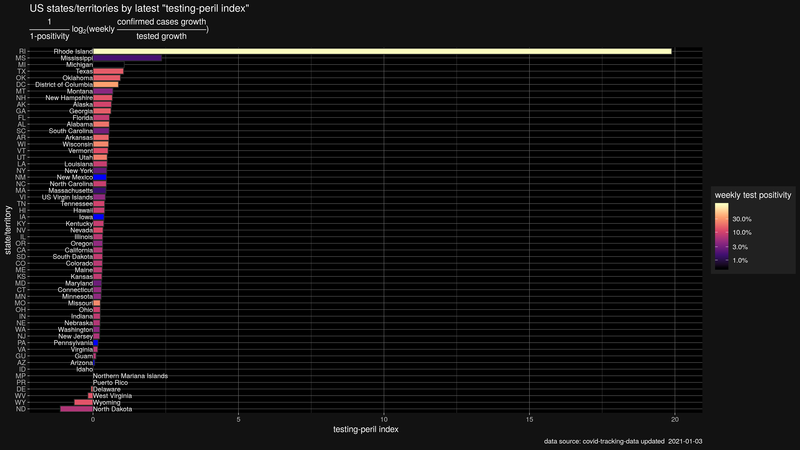 US states/territories by latest "testing-peril index"
1
1-positivity
log2(weekly
confirmed cases growth
tested growth
)
state/territory
RI Rhode Island
MS Mississippi
MI Michigan
TX Texas
OK Oklahoma
DC District of Columbia
MT Montana
NH New Hampshire
AK Alaska
GA Georgia
FL Florida
AL Alabama
SC South Carolina
AR Arkansas
WI Wisconsin
VT Vermont
UT Utah
LA Louisiana
NY New York
NM New Mexico
NC North Carolina
MA Massachusetts
VI US Virgin Islands
TN Tennessee
HI Hawaii
IA Iowa
KY Kentucky
NV Nevada
IL Illinois
OR Oregon
CA California
SD South Dakota
CO Colorado
ME Maine
KS Kansas
MD Maryland
CT Connecticut
MN Minnesota
MO Missouri
OH Ohio
IN Indiana
NE Nebraska
WA Washington
NJ New Jersey
PA Pennsylvania
VA Virginia
GU Guam
AZ Arizona
ID Idaho
MP Northern Mariana Islands
PR Puerto Rico
DE Delaware
WV West Virginia
WY Wyoming
ND North Dakota
0 5 10 15 20
testing-peril index
weekly test positivity
30.0%
10.0%
3.0%
1.0%
data source: covid-tracking-data updated 2021-01-03